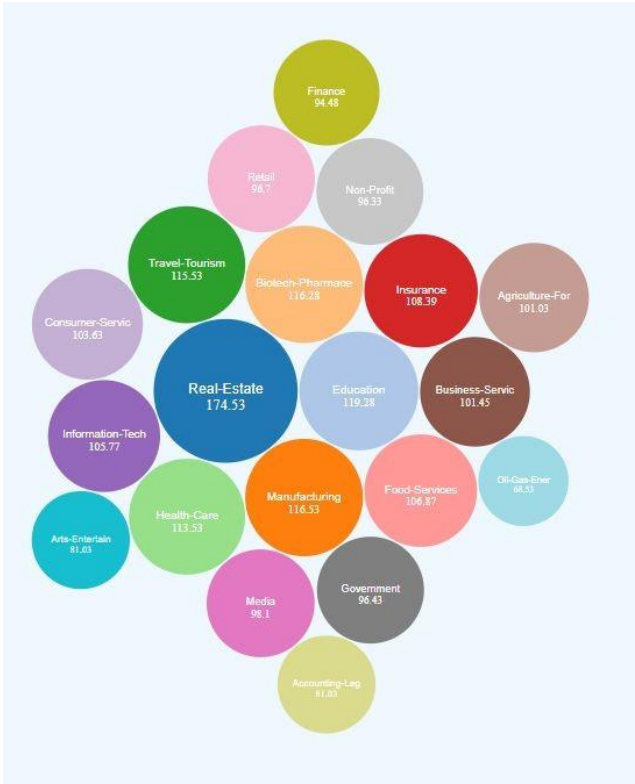 Finance
94.48
Retail
96.7
Non-Profit
96.33
Travel-Tourism
115.53
Biotech-Pharmace
116.28
Insurance
108.39
Agriculture-For
101.03
Consumer-Servic
103.63
Real-Estate
174.53
Education
119.28
Business-Servic
101.45
Information-Tech
105.77
Health-Care
113.53
Manufacturing
116.53
Food-Services
106.87
Oil-Gas-Ener
68.53
Arts-Entertain
81.03
Media
98.1
Government
96.43
Accounting-Leg
81.03